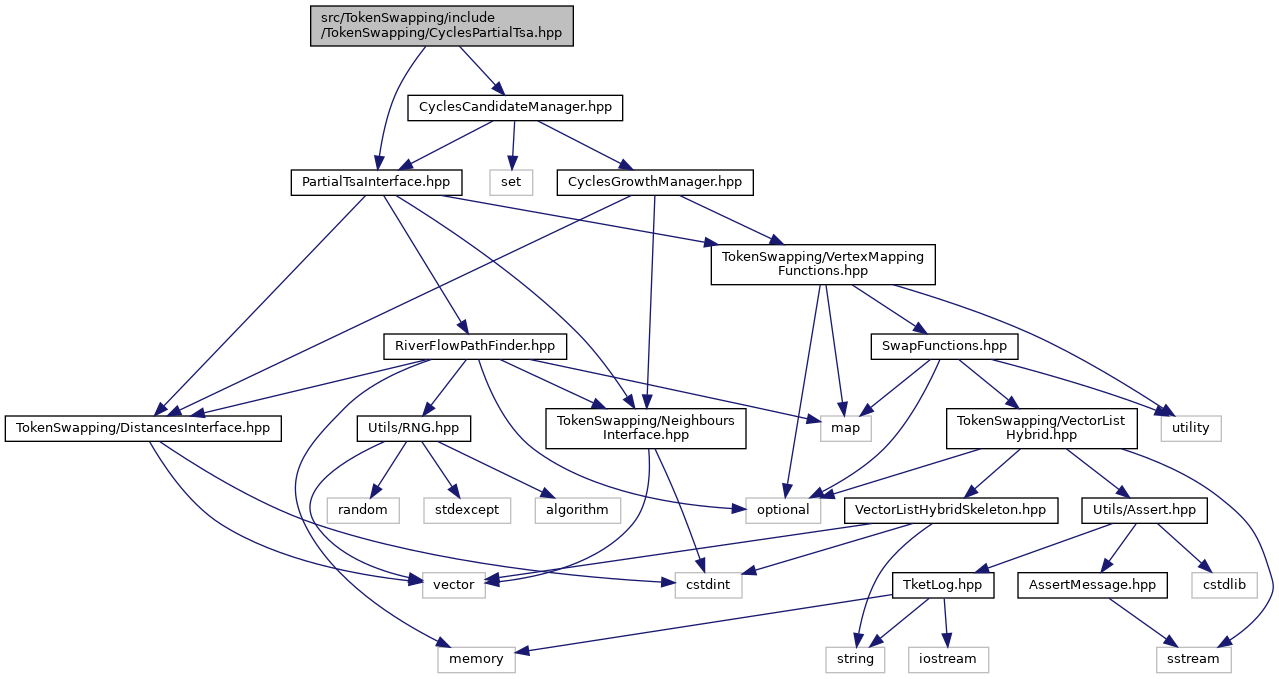 src/TokenSwapping/include
/TokenSwapping/CyclesPartialTsa.hpp
CyclesCandidateManager.hpp
PartialTsaInterface.hpp
set
CyclesGrowthManager.hpp
TokenSwapping/VertexMapping
Functions.hpp
RiverFlowPathFinder.hpp
SwapFunctions.hpp
TokenSwapping/DistancesInterface.hpp
Utils/RNG.hpp
TokenSwapping/Neighbours
Interface.hpp
map
TokenSwapping/VectorList
Hybrid.hpp
utility
random
stdexcept
algorithm
optional
VectorListHybridSkeleton.hpp
Utils/Assert.hpp
vector
cstdint
TketLog.hpp
AssertMessage.hpp
cstdlib
memory
string
iostream
sstream